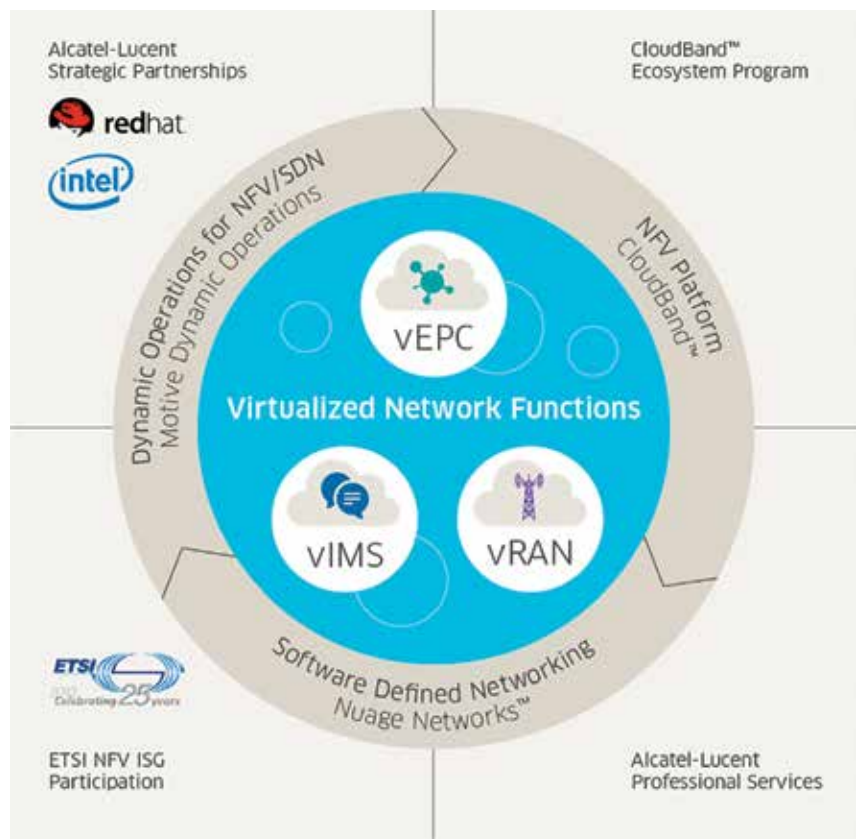 Alcatel-Lucent
Strategic Partnerships
redhat
intel
CloudBand™
Ecosystem Program
Dynamic Operations for NFV/SDN
Motive Dynamic Operations
NFV Platform
CloudBand™
vEPC
Virtualized Network Functions
vIMS
vRAN
Software Defined Networking
Nuage Networks™
ETSI
Celebrating 25 years
ETSI NFV ISG
Participation
Alcatel-Lucent
Professional Services